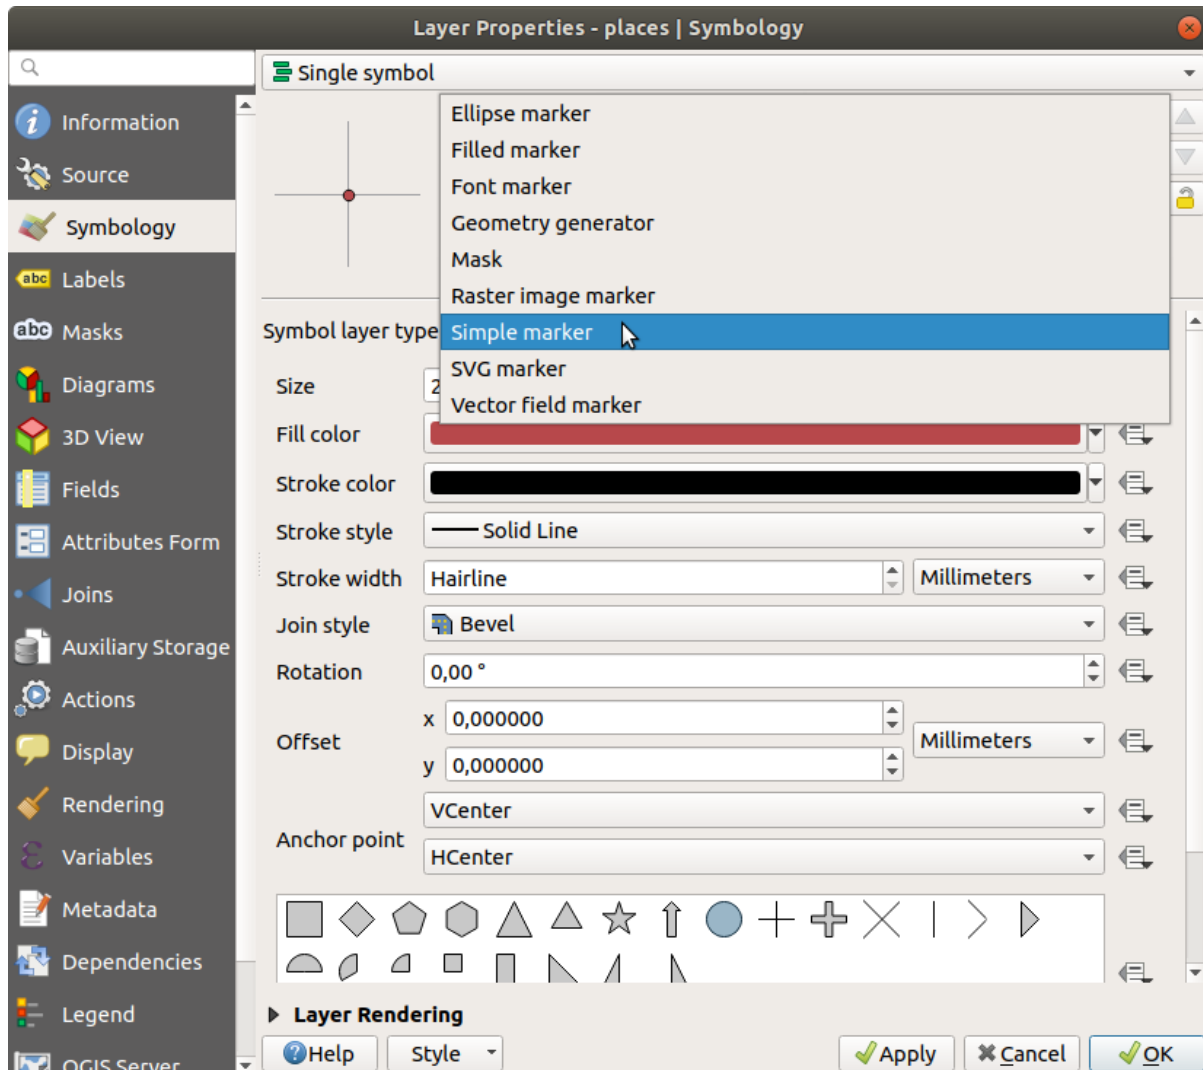 Layer Properties - places | Symbology
Single symbol
Information
Source
Symbology
abc Labels
abc Masks
Diagrams
3D View
Fields
Attributes Form
Joins
Auxiliary Storage
Actions
Display
Rendering
Variables
Metadata
Dependencies
Legend
QGIS Server
Ellipse marker
Filled marker
Font marker
Geometry generator
Mask
Raster image marker
Simple marker
SVG marker
Vector field marker
Symbol layer type
Size 2
Fill color
Stroke color
Stroke style Solid Line
Stroke width Hairline Millimeters
Join style Bevel
Rotation 0,00 °
Offset x 0,000000 Millimeters
y 0,000000
Anchor point VCenter
HCenter
Layer Rendering
Help Style Apply Cancel OK